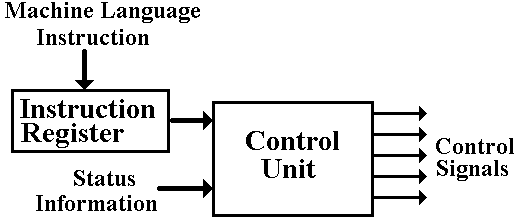 Machine Language
Instruction
Instruction
Register
Control
Unit
Control
Signals
Status
Information